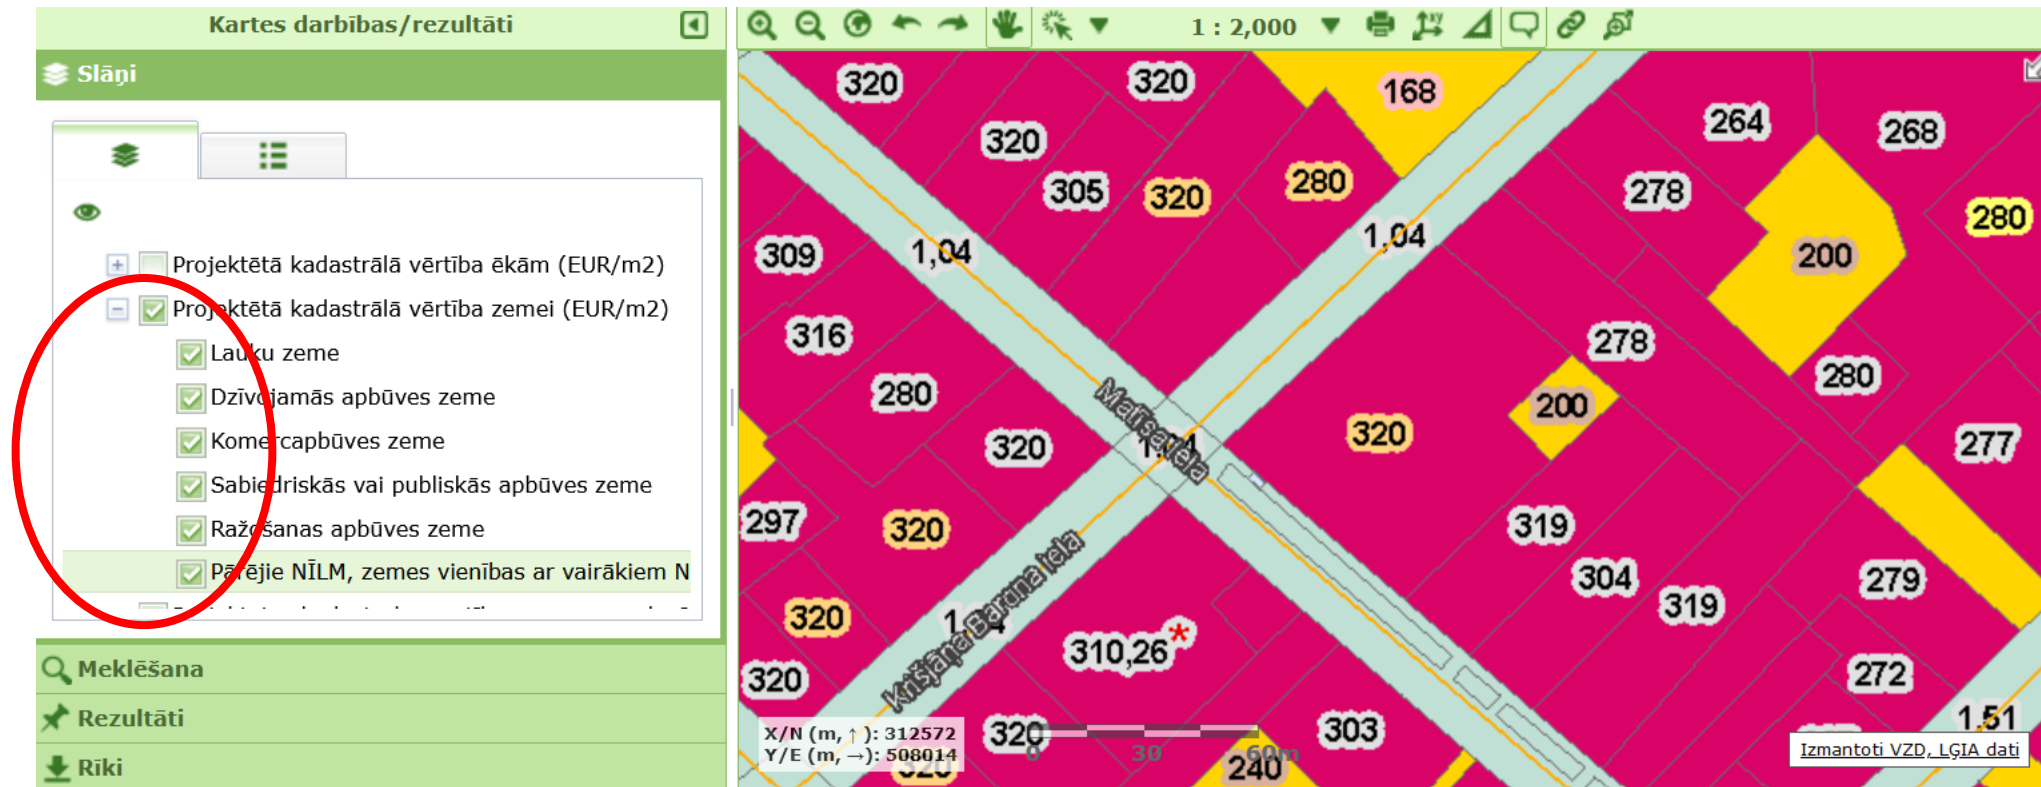 Kartes darbības/rezultāti
1 : 2,000
Slāņi
Projektētā kadastrālā vērtība ēkām (EUR/m2)
Projektētā kadastrālā vērtība zemei (EUR/m2)
Lauku zeme
Dzīvojamās apbūves zeme
Komercapbūves zeme
Sabiedriskās vai publiskās apbūves zeme
Ražošanas apbūves zeme
Pārējie NĪLM, zemes vienības ar vairākiem N
Meklēšana
Rezultāti
Rīki
320
320
168
320
264
268
305
320
280
278
280
309
1,04
1,04
200
316
278
280
280
200
320
320
277
Matīsa iela
1,04
297
320
319
304
279
319
Krišjāņa Barona iela
320
310,26*
320
272
320
303
1,51
X/N (m, ↑ ): 312572
Y/E (m, →): 508014
0 30 60m
320
240
Izmantoti VZD, LĢIA dati